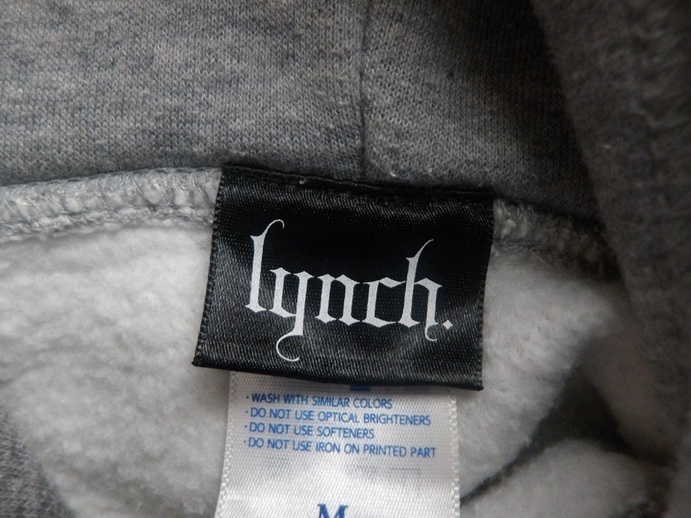 lynch.
· WASH WITH SIMILAR COLORS
· DO NOT USE OPTICAL BRIGHTENERS
· DO NOT USE SOFTENERS
· DO NOT USE IRON ON PRINTED PART
M